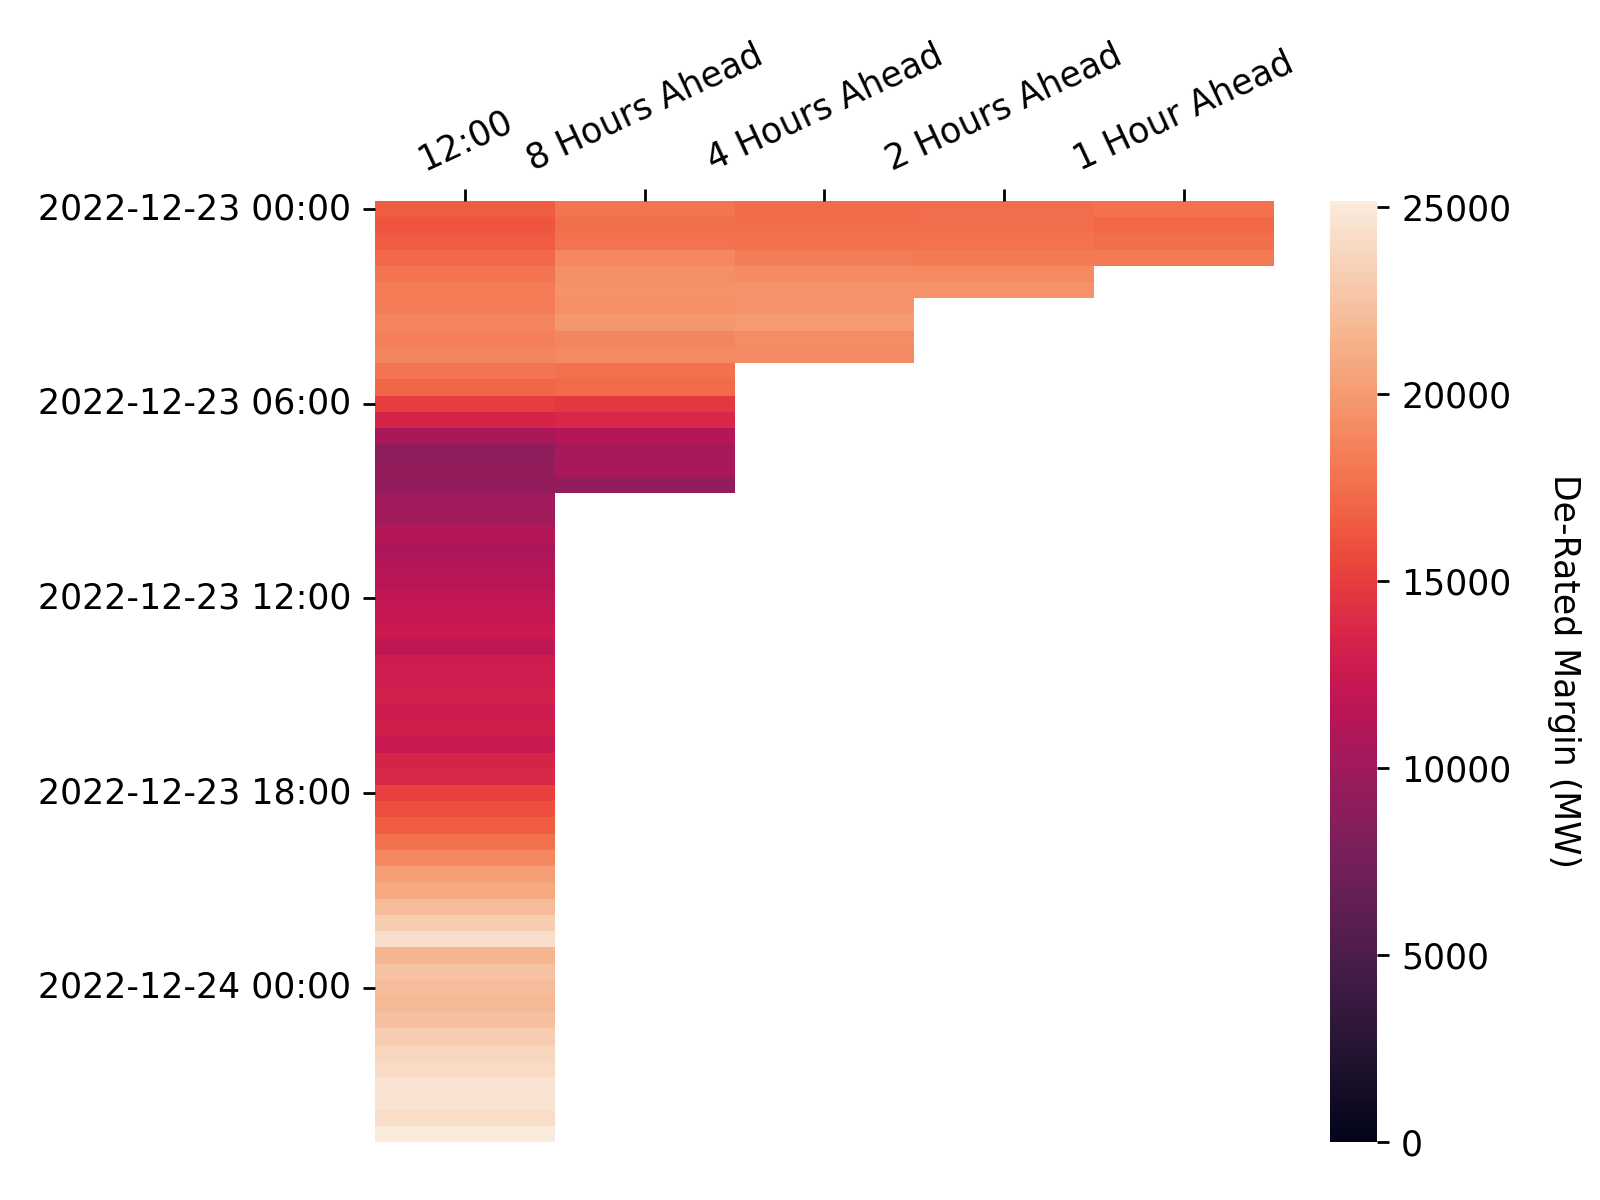 12:00
8 Hours Ahead
4 Hours Ahead
2 Hours Ahead
1 Hour Ahead
2022-12-23 00:00
2022-12-23 06:00
2022-12-23 12:00
2022-12-23 18:00
2022-12-24 00:00
25000
20000
15000
10000
5000
0
De-Rated Margin (MW)